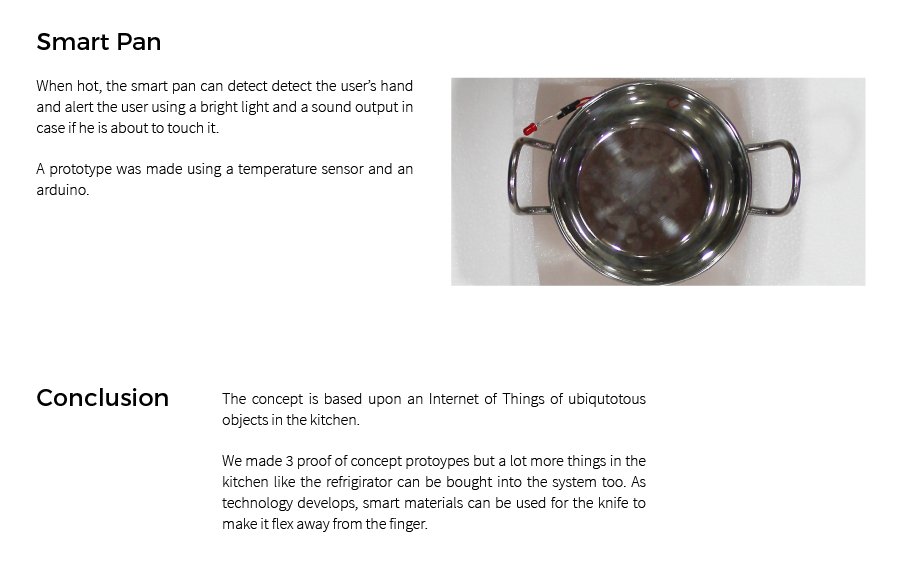 Smart Pan
When hot, the smart pan can detect detect the user’s hand
and alert the user using a bright light and a sound output in
case if he is about to touch it.
A prototype was made using a temperature sensor and an
arduino.
Conclusion
The concept is based upon an Internet of Things of ubiqutotous
objects in the kitchen.
We made 3 proof of concept protoypes but a lot more things in the
kitchen like the refrigirator can be bought into the system too. As
technology develops, smart materials can be used for the knife to
make it flex away from the finger.